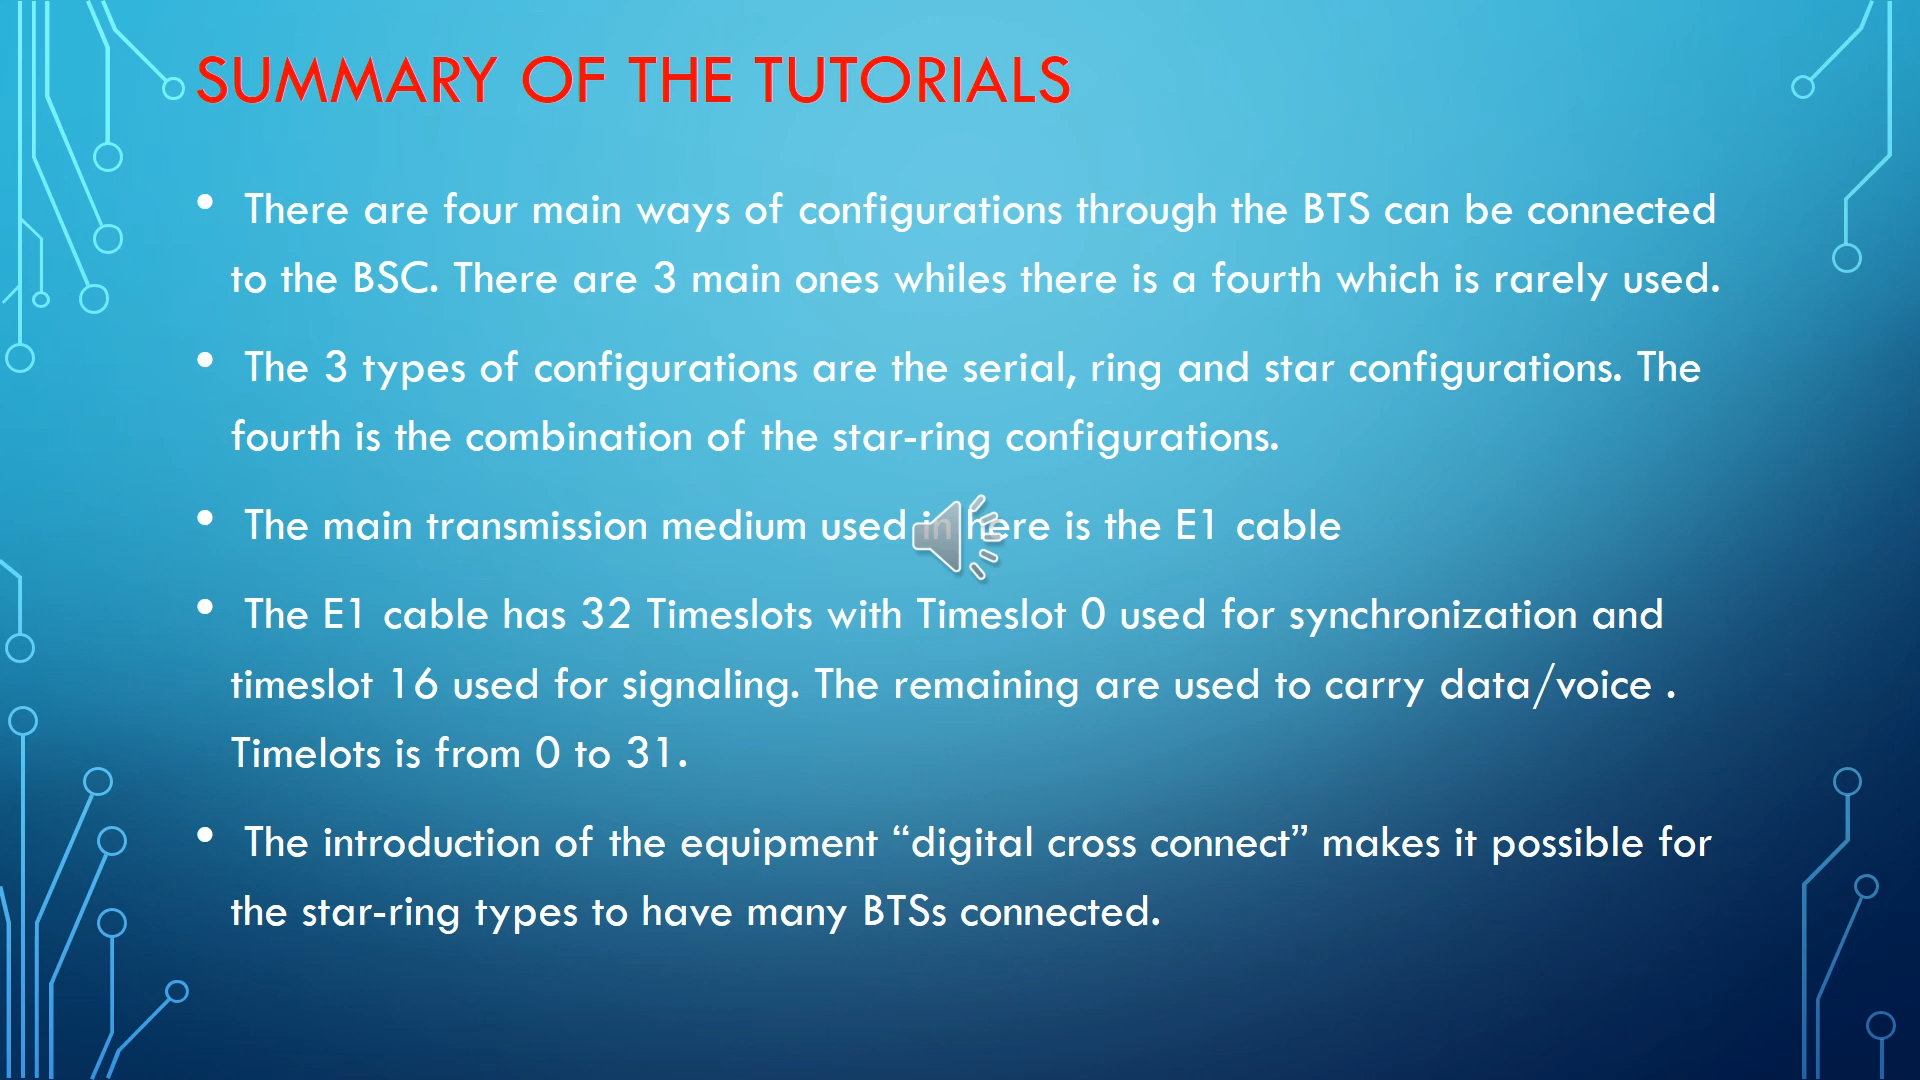 SUMMARY OF THE TUTORIALS
• There are four main ways of configurations through the BTS can be connected
to the BSC. There are 3 main ones whiles there is a fourth which is rarely used.
• The 3 types of configurations are the serial, ring and star configurations. The
fourth is the combination of the star-ring configurations.
• The main transmission medium used in here is the E1 cable
• The E1 cable has 32 Timeslots with Timeslot 0 used for synchronization and
timeslot 16 used for signaling. The remaining are used to carry data/voice .
Timelots is from 0 to 31.
• The introduction of the equipment “digital cross connect” makes it possible for
the star-ring types to have many BTSs connected.